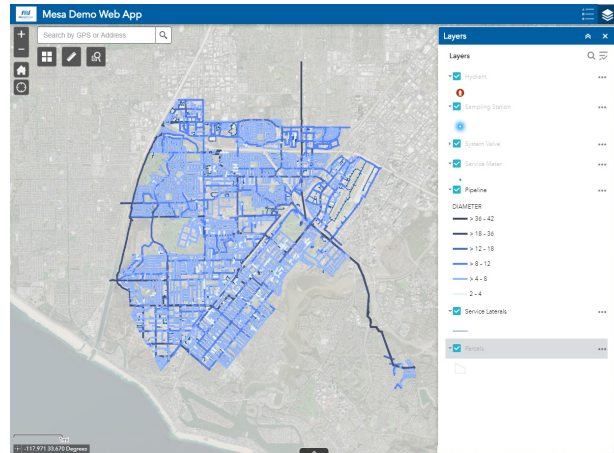 Mesa Demo Web App
Search by GPS or Address
Layers
Layers
Hydrant
Sampling Station
System Valve
Service Meter
Pipeline
DIAMETER
> 36 - 42
> 18 - 36
> 12 - 18
> 8 - 12
> 4 - 8
2 - 4
Service Laterals
Parcels
-117.971 33.670 Degrees